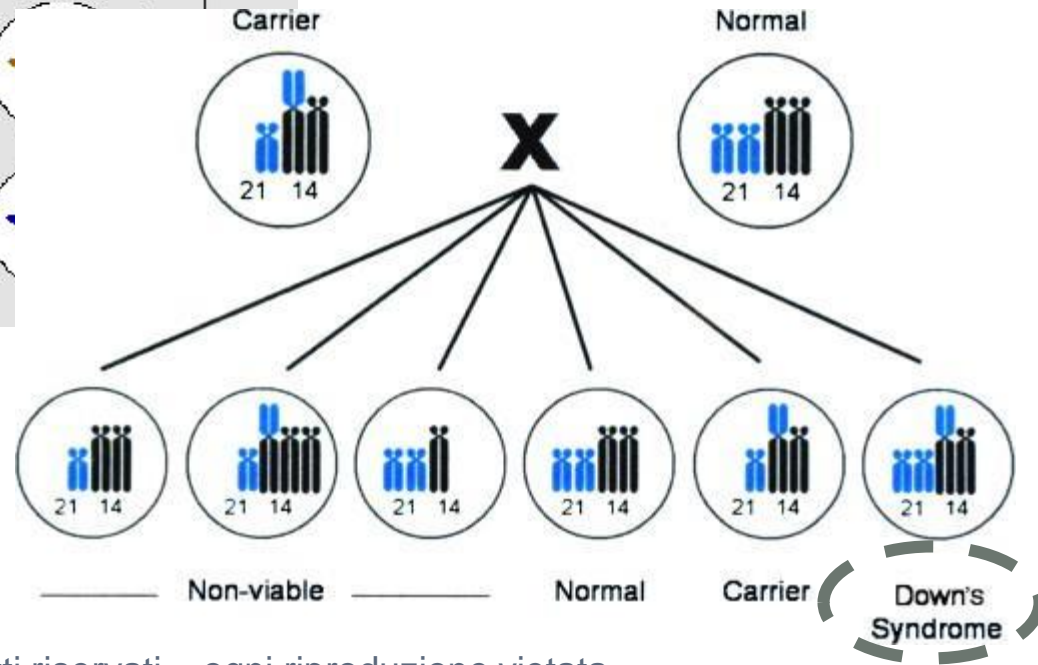 Carrier
Normal
X
21 14
21 14
21 14
21 14
21 14
21 14
21 14
21 14
Non-viable
Normal
Carrier
Down's
Syndrome
riservati
ogni riproduzione vietata